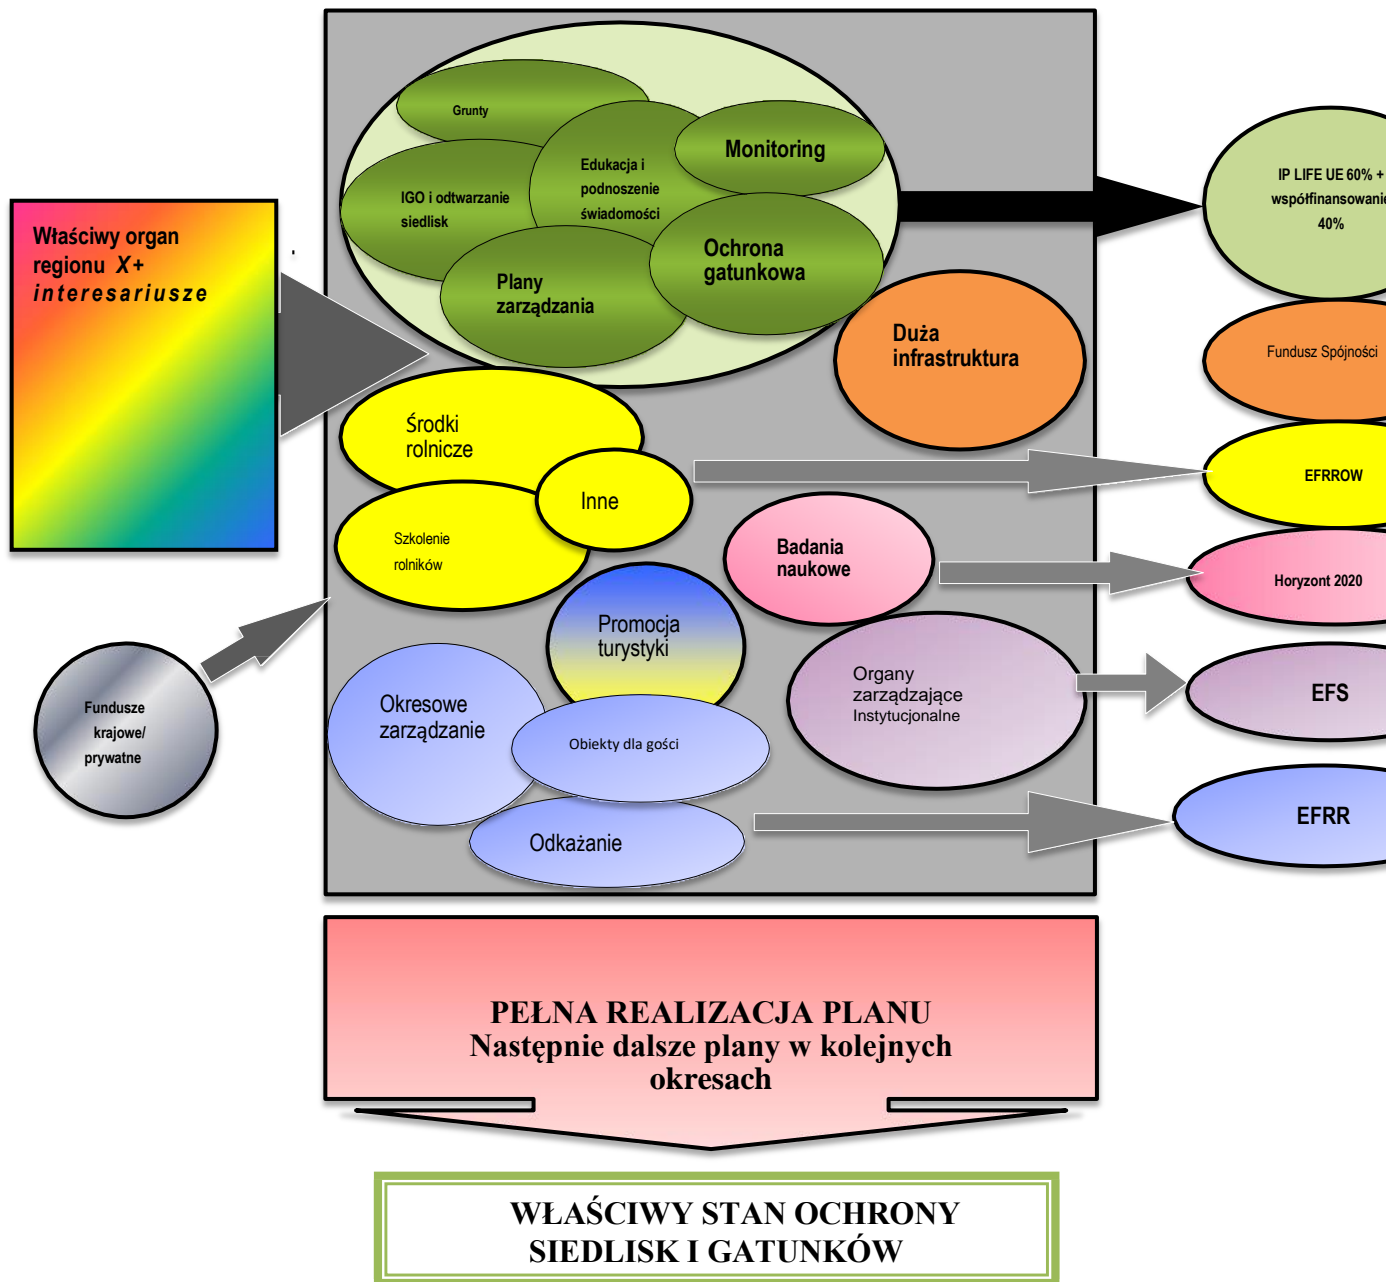 Grunty
Edukacja i
podnoszenie
świadomości
Monitoring
IGO i odtwarzanie
siedlisk
Ochrona
gatunkowa
Plany
zarządzania
IP LIFE UE 60% +
współfinansowanie
40%
Właściwy organ
regionu X+
interesariusze
Duża
infrastruktura
Fundusz Spójności
Środki
rolnicze
Inne
EFRROW
Szkolenie
rolników
Badania
naukowe
Horyzont 2020
Promocja
turystyki
Organy
zarządzające
Instytucjonalne
EFS
Fundusze
krajowe/
prywatne
Okresowe
zarządzanie
Obiekty dla gości
Odkażanie
EFRR
PEŁNA REALIZACJA PLANU
Następnie dalsze plany w kolejnych
okresach
WŁAŚCIWY STAN OCHRONY
SIEDLISK I GATUNKÓW